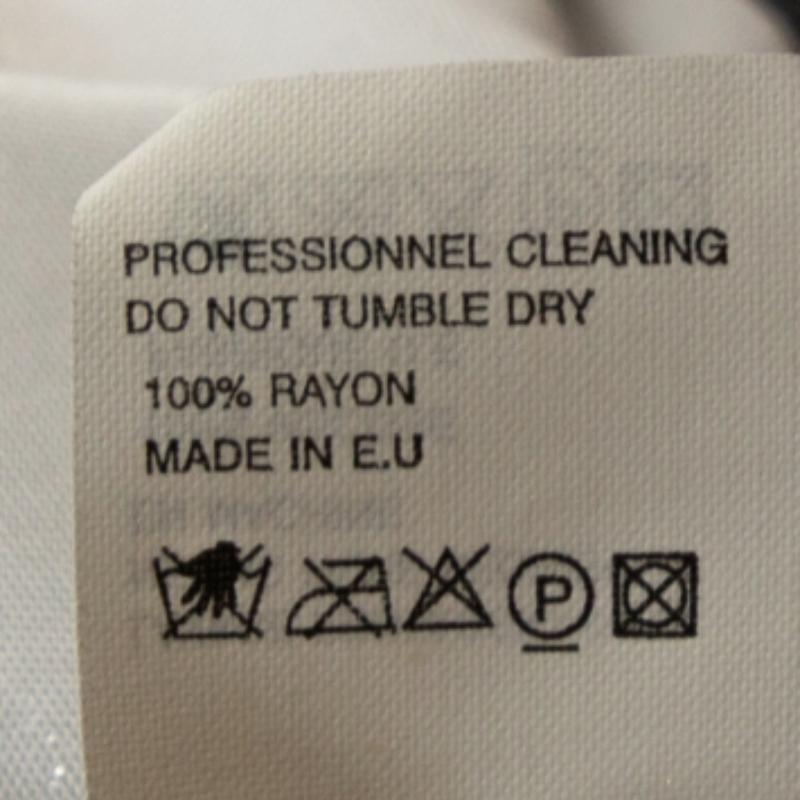 PROFESSIONNEL CLEANING
DO NOT TUMBLE DRY
100% RAYON
MADE IN E.U
P